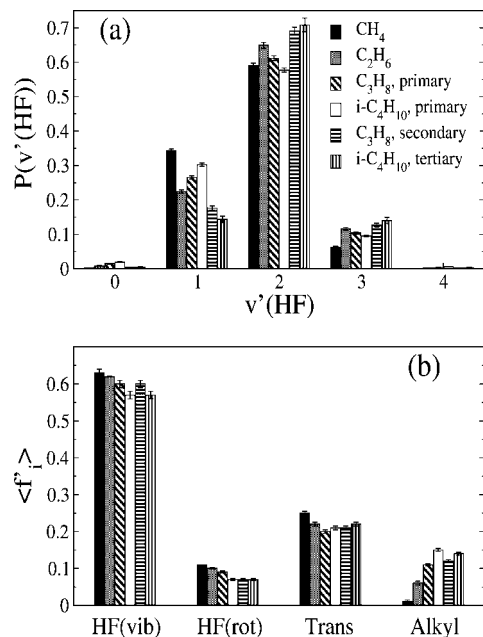 (a)
CH4
C2H6
C3H8, primary
i-C4H10, primary
C3H8, secondary
i-C4H10, tertiary
P(v'(HF))
0.7
0.6
0.5
0.4
0.3
0.2
0.1
0
0 1 2 3 4
v'(HF)
(b)
<f'i>
0.6
0.5
0.4
0.3
0.2
0.1
0
HF(vib) HF(rot) Trans Alkyl